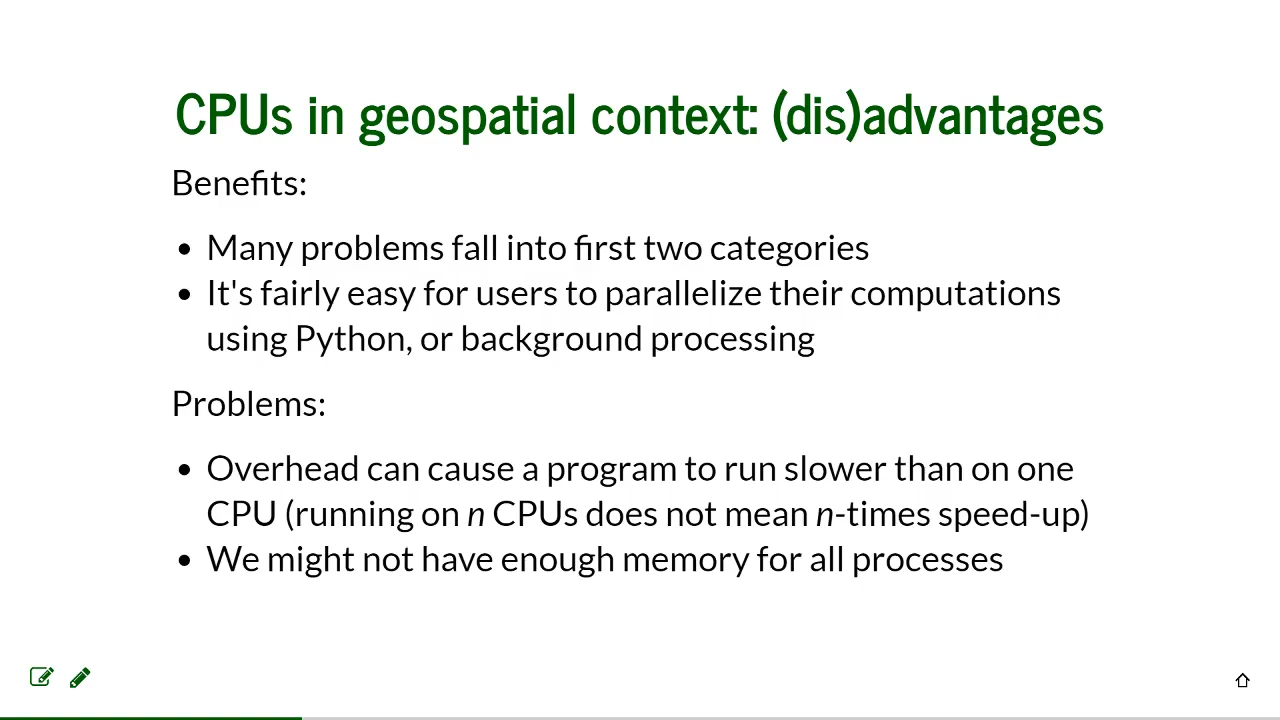 CPUs in geospatial context: (dis)advantages
Benefits:
• Many problems fall into first two categories
• It's fairly easy for users to parallelize their computations
using Python, or background processing
Problems:
• Overhead can cause a program to run slower than on one
CPU (running on n CPUs does not mean n-times speed-up)
• We might not have enough memory for all processes